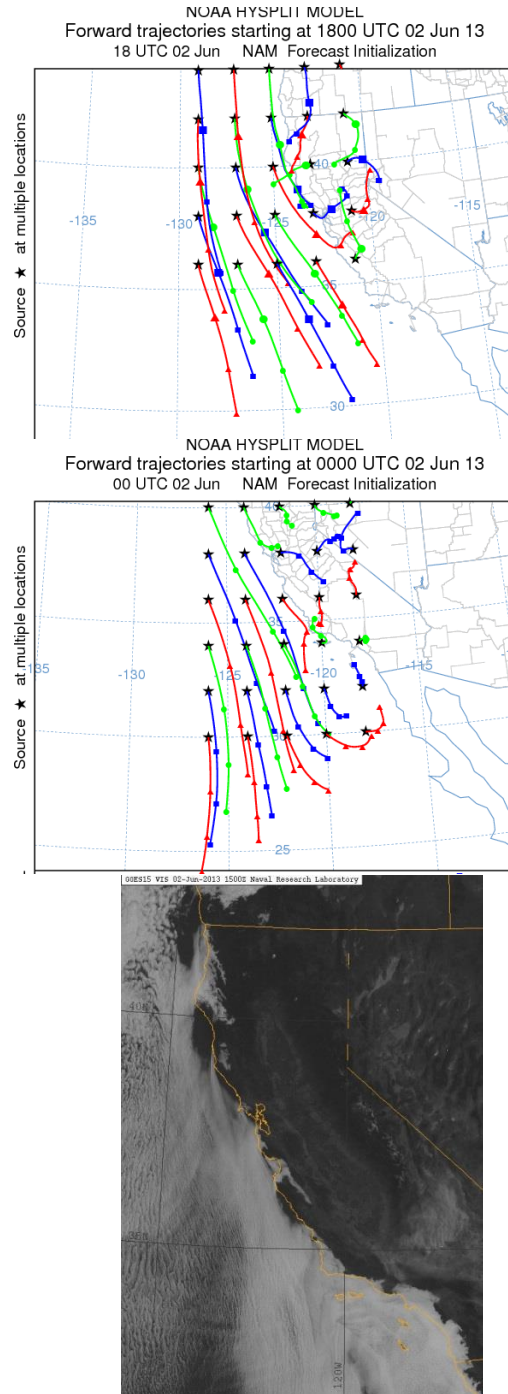 NOAA HYSPLIT MODEL
Forward trajectories starting at 1800 UTC 02 Jun 13
18 UTC 02 Jun NAM Forecast Initialization
Source ★ at multiple locations
-135
-130
-125
-120
-115
40
35
30
NOAA HYSPLIT MODEL
Forward trajectories starting at 0000 UTC 02 Jun 13
00 UTC 02 Jun NAM Forecast Initialization
Source ★ at multiple locations
40
35
-135
-130
-125
-120
-115
30
25
GOES15 VIS 02-Jun-2013 1500Z Naval Research Laboratory
40N
35N
120W